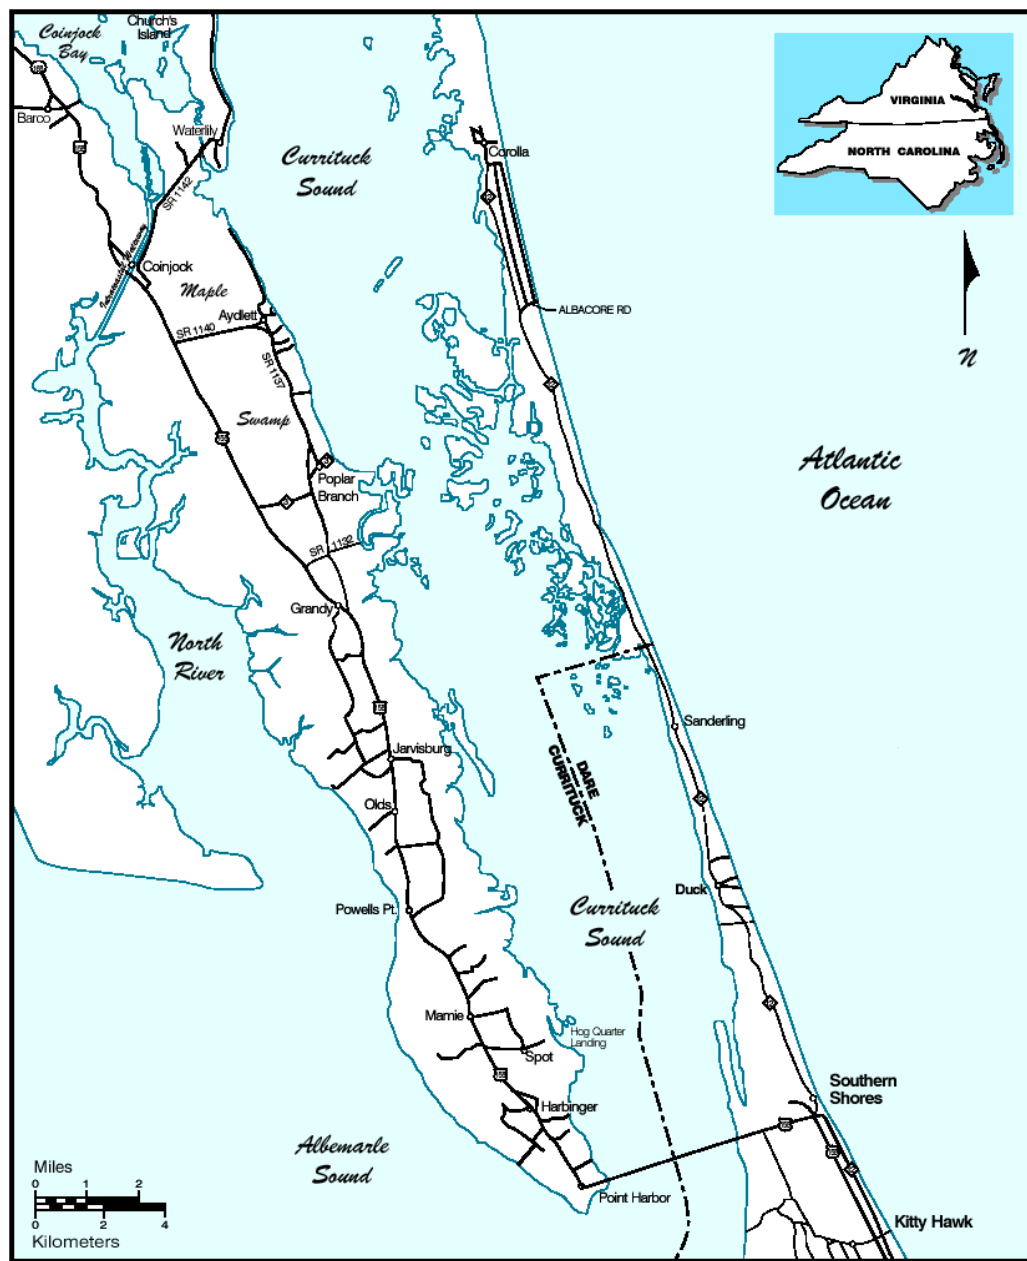 Church's
Island
Coinjock
Bay
Barco
Waterlily
Currituck
Sound
Corolla
VIRGINIA
NORTH CAROLINA
SR 1142
Coinjock
Maple
Aydlett
SR 1140
SR 1137
ALBACORE RD
N
Swamp
Poplar
Branch
Atlantic
Ocean
SR 1132
Grandy
North
River
Sanderling
Jarvisburg
DARE
CURRITUCK
Olds
Duck
Powells Pt.
Currituck
Sound
Mamie
Hog Quarter
Landing
Spot
Southern
Shores
Harbinger
Albemarle
Sound
Point Harbor
Kitty Hawk
Miles
0 1 2
0 2 4
Kilometers